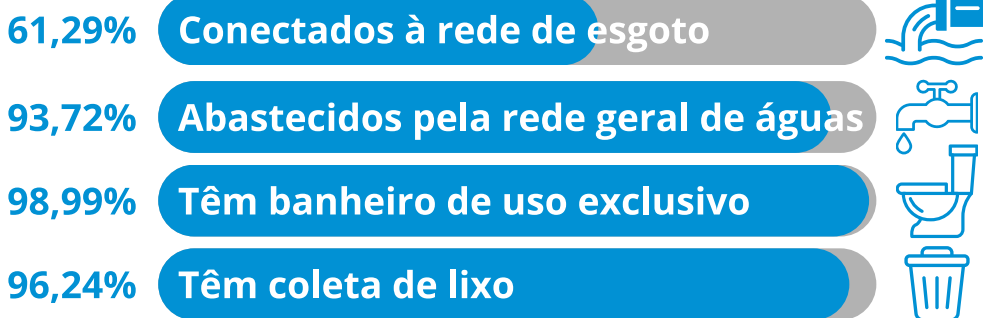 61,29% Conectados à rede de esgoto
93,72% Abastecidos pela rede geral de águas
98,99% Têm banheiro de uso exclusivo
96,24% Têm coleta de lixo